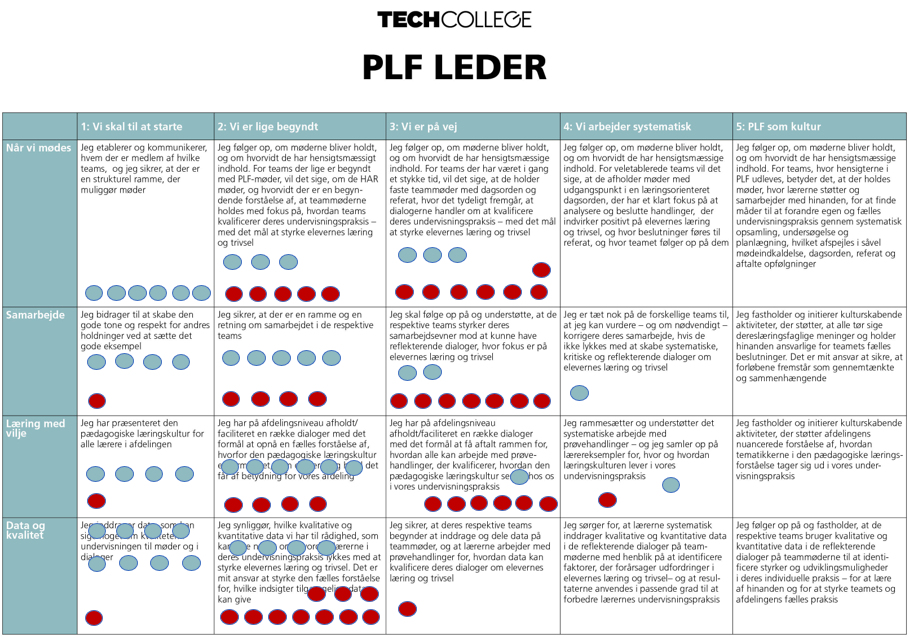 TECHCOLLEGE
PLF LEDER
1: Vi skal til at starte
2: Vi er lige begyndt
3: Vi er på vej
4: Vi arbejder systematisk
5: PLF som kultur
Når vi mødes
Jeg etablerer og kommunikerer,
hvem der er medlem af hvilke
teams, og jeg sikrer, at der er
en strukturel ramme, der
muliggør møder
Jeg følger op, om møderne bliver holdt,
og om hvorvidt de har hensigtsmæssigt
indhold. For teams der lige er begyndt
med PLF-møder, vil det sige, om de HAR
møder, og hvorvidt der er en begyn-
dende forståelse af, at teammøderne
holdes med fokus på, hvordan teams
kvalificerer deres undervisningspraksis –
med det mål at styrke elevernes læring
og trivsel
Jeg følger op, om møderne bliver holdt,
og om hvorvidt de har hensigtsmæssige
indhold. For teams der har været i gang
et stykke tid, vil det sige, at de holder
faste teammøder med dagsorden og
referat, hvor det tydeligt fremgår, at
dialogerne handler om at kvalificere
deres undervisningspraksis – med det mål
at styrke elevernes læring og trivsel
Jeg følger op, om møderne bliver holdt,
og om hvorvidt de har hensigtsmæssige
indhold. For veletablerede teams vil det
sige, at de afholder møder med
udgangspunkt i en læringsorienteret
dagsorden, der har et klart fokus på at
analysere og beslutte handlinger, der
indvirker positivt på elevernes læring
og trivsel, og hvor beslutninger føres til
referat, og hvor teamet følger op på dem
Jeg følger op, om møderne bliver holdt,
og om hvorvidt de har hensigtsmæssige
indhold. For teams, hvor hensigterne i
PLF udleves, betyder det, at der holdes
møder, hvor lærerne støtter og
samarbejder med hinanden, for at finde
måder til at forandre egen og fælles
undervisningspraksis gennem systematisk
opsamling, undersøgelse og
planlægning, hvilket afspejles i såvel
mødeindkaldelse, dagsorden, referat og
aftalte opfølgninger
Samarbejde
Jeg bidrager til at skabe den
gode tone og respekt for andres
holdninger ved at sætte det
gode eksempel
Jeg sikrer, at der er en ramme og en
retning om samarbejdet i de respektive
teams
Jeg skal følge op på og understøtte, at de
respektive teams styrker deres
samarbejdsevner mod at kunne have
reflekterende dialoger, hvor fokus er på
elevernes læring og trivsel
Jeg er tæt nok på de forskellige teams til,
at jeg kan vurdere – og om nødvendigt –
korrigere deres samarbejde, hvis de
ikke lykkes med at skabe systematiske,
kritiske og reflekterende dialoger om
elevernes læring og trivsel
Jeg fastholder og initierer kulturskabende
aktiviteter, der støtter, at alle tør sige
dereslæringsfaglige meninger og holder
hinanden ansvarlige for teamets fælles
beslutninger. Det er mit ansvar at sikre, at
forløbene fremstår som gennemtænkte
og sammenhængende
Læring med
vilje
Jeg har præsenteret den
pædagogiske læringskultur for
alle lærere i afdelingen
Jeg har på afdelingsniveau afholdt/
faciliteret en række dialoger med det
formål at opnå en fælles forståelse af,
hvorfor den pædagogiske læringskultur
det
får af betydning for vores afdeling
Jeg har på afdelingsniveau
afholdt/faciliteret en række dialoger
med det formål at få aftalt rammen for,
hvordan alle kan arbejde med prøve-
handlinger, der kvalificerer, hvordan den
pædagogiske læringskultur hos os
i vores undervisningspraksis
Jeg rammesætter og understøtter det
systematiske arbejde med
prøvehandlinger – og jeg samler op på
lærereksempler for, hvor og hvordan
læringskulturen lever i vores
undervisningspraksis
Jeg fastholder og initierer kulturskabende
aktiviteter, der støtter afdelingens
nuancerede forståelse af, hvordan
tematikkerne i den pædagogiske lærings-
forståelse tager sig ud i vores under-
visningspraksis
Data og
kvalitet
Jeg data, som kan
undervisningen til møder og i
dialoger
Jeg synliggør, hvilke kvalitative og
kvantitative data vi har til rådighed, som
lærerne i
deres undervisningspraksis lykkes med at
styrke elevernes læring og trivsel. Det er
mit ansvar at styrke den fælles forståelse
for, hvilke indsigter data
kan give
Jeg sikrer, at deres respektive teams
begynder at inddrage og dele data på
teammøder, og at lærerne arbejder med
prøvehandlinger for, hvordan data kan
kvalificere deres dialoger om elevernes
læring og trivsel
Jeg sørger for, at lærerne systematisk
inddrager kvalitative og kvantitative data
i de reflekterende dialoger på team-
møderne med henblik på at identificere
faktorer, der forårsager udfordringer i
elevernes læring og trivsel– og at resul-
taterne anvendes i passende grad til at
forbedre lærernes undervisningspraksis
Jeg følger op på og fastholder, at de
respektive teams bruger kvalitative og
kvantitative data i de reflekterende
dialoger på teammøderne til at identi-
ficere styrker og udviklingsmuligheder
i deres individuelle praksis – for at lære
af hinanden og for at styrke teamets og
afdelingens fælles praksis